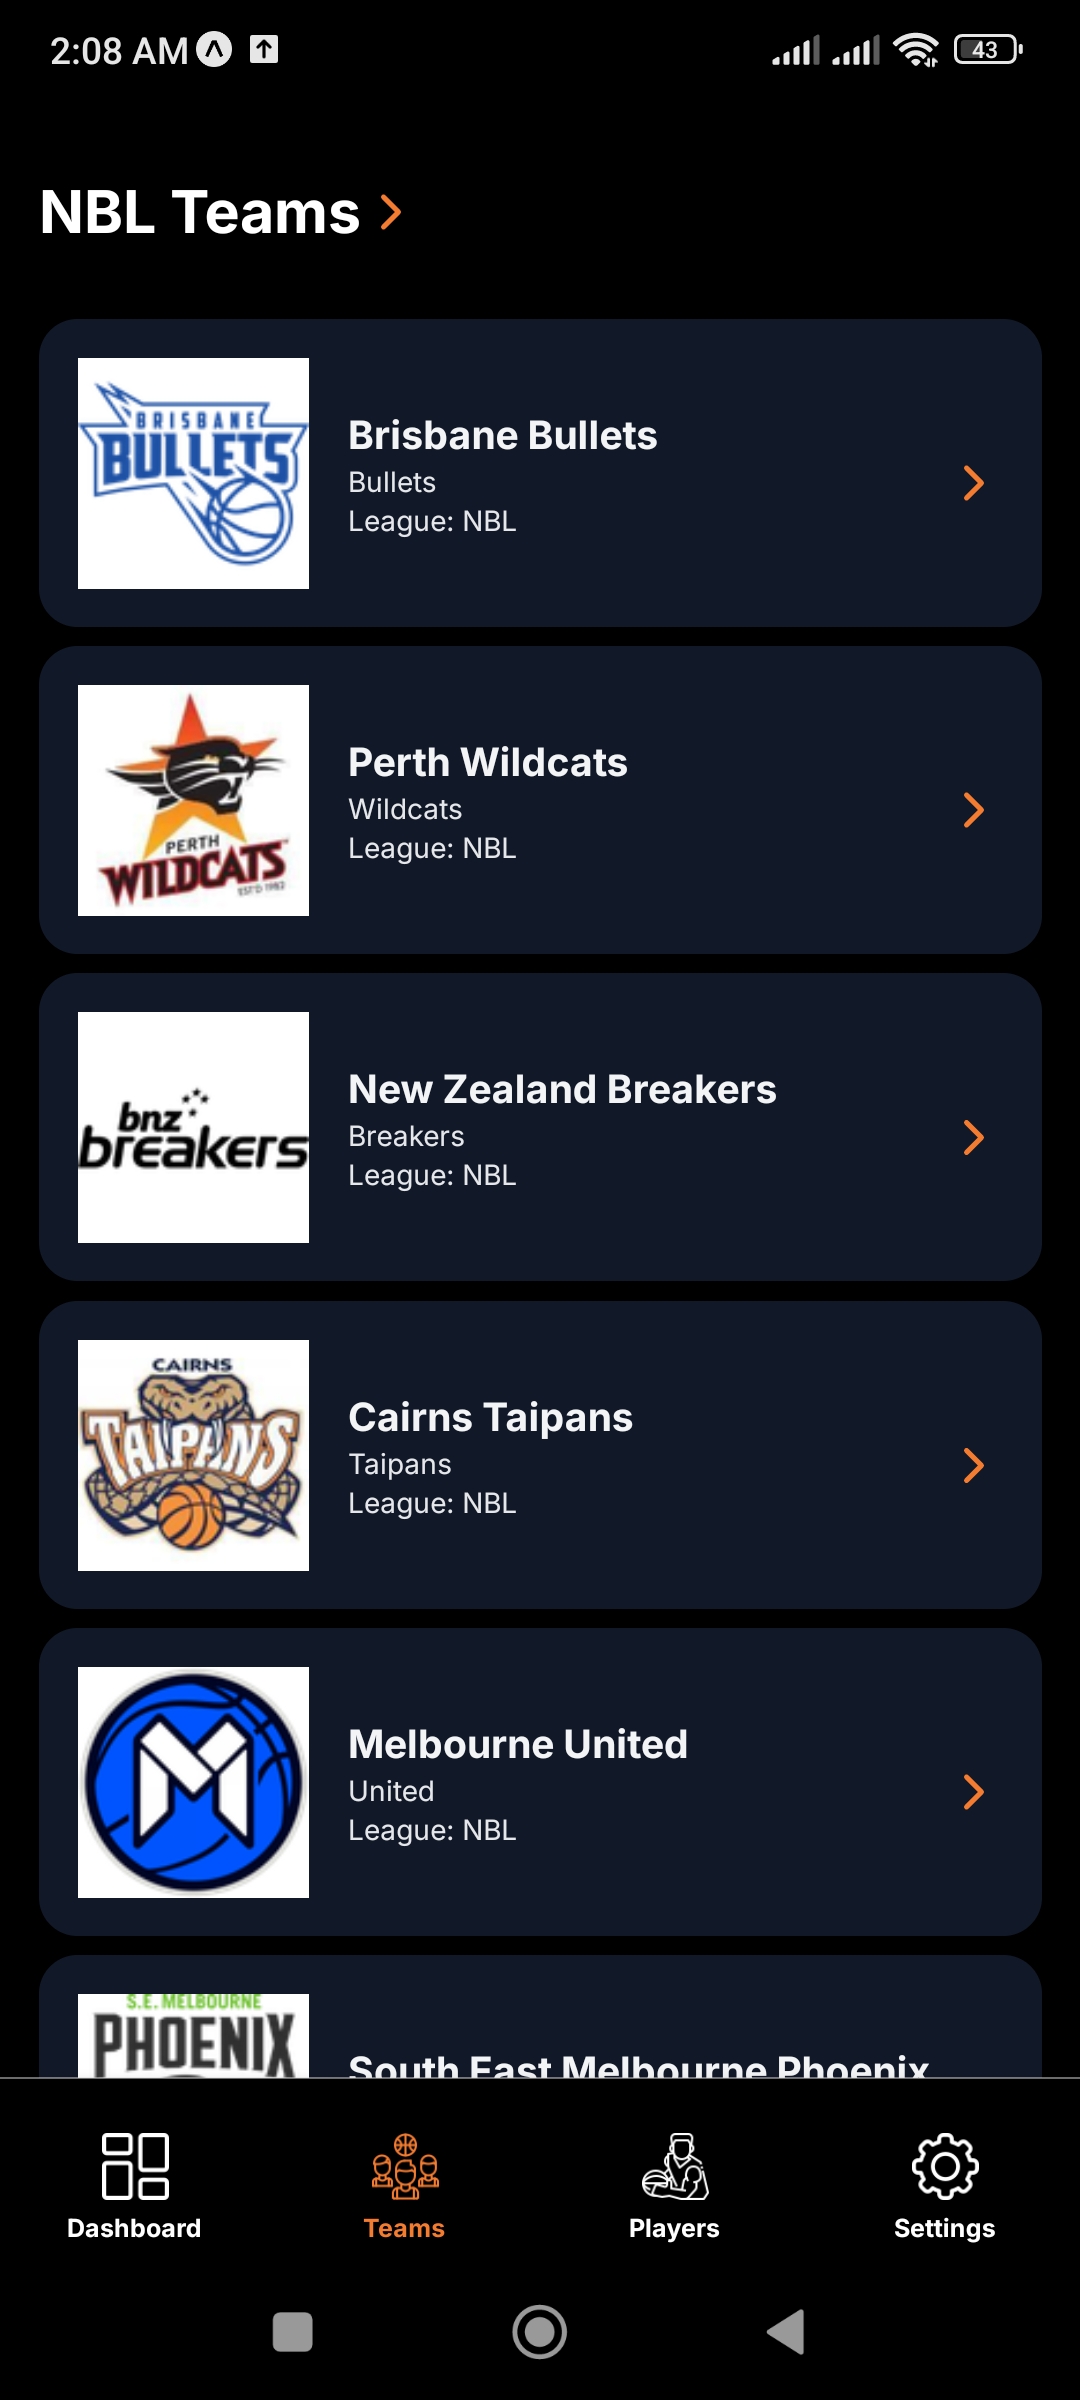 2:08 AM
43
NBL Teams
BRISBANE
BULLETS
Brisbane Bullets
Bullets
League: NBL
PERTH
WILDCATS
EST'D 1982
Perth Wildcats
Wildcats
League: NBL
bnz
breakers
New Zealand Breakers
Breakers
League: NBL
CAIRNS
TAIPANS
Cairns Taipans
Taipans
League: NBL
M
Melbourne United
United
League: NBL
S.E. MELBOURNE
PHOENIX
South East Melbourne Phoenix
Dashboard
Teams
Players
Settings